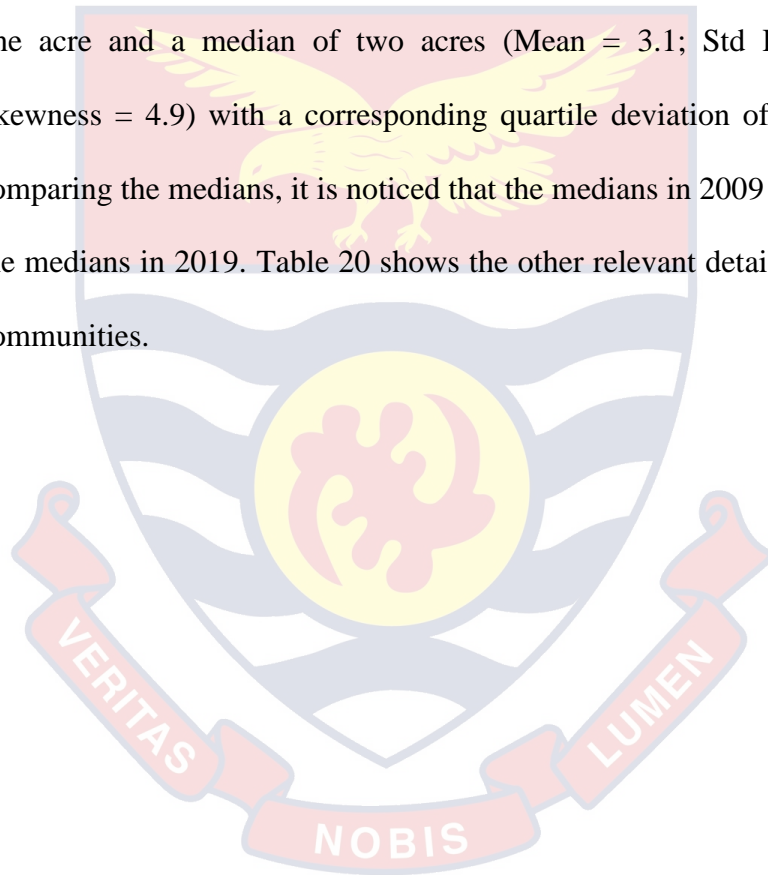 ne acre and a median of two acres (Mean = 3.1; Std
kewness = 4.9) with a corresponding quartile deviation of
omparing the medians, it is noticed that the medians in 2009
e medians in 2019. Table 20 shows the other relevant detai
ommunities.
VERITAS
NOBIS
LUMEN